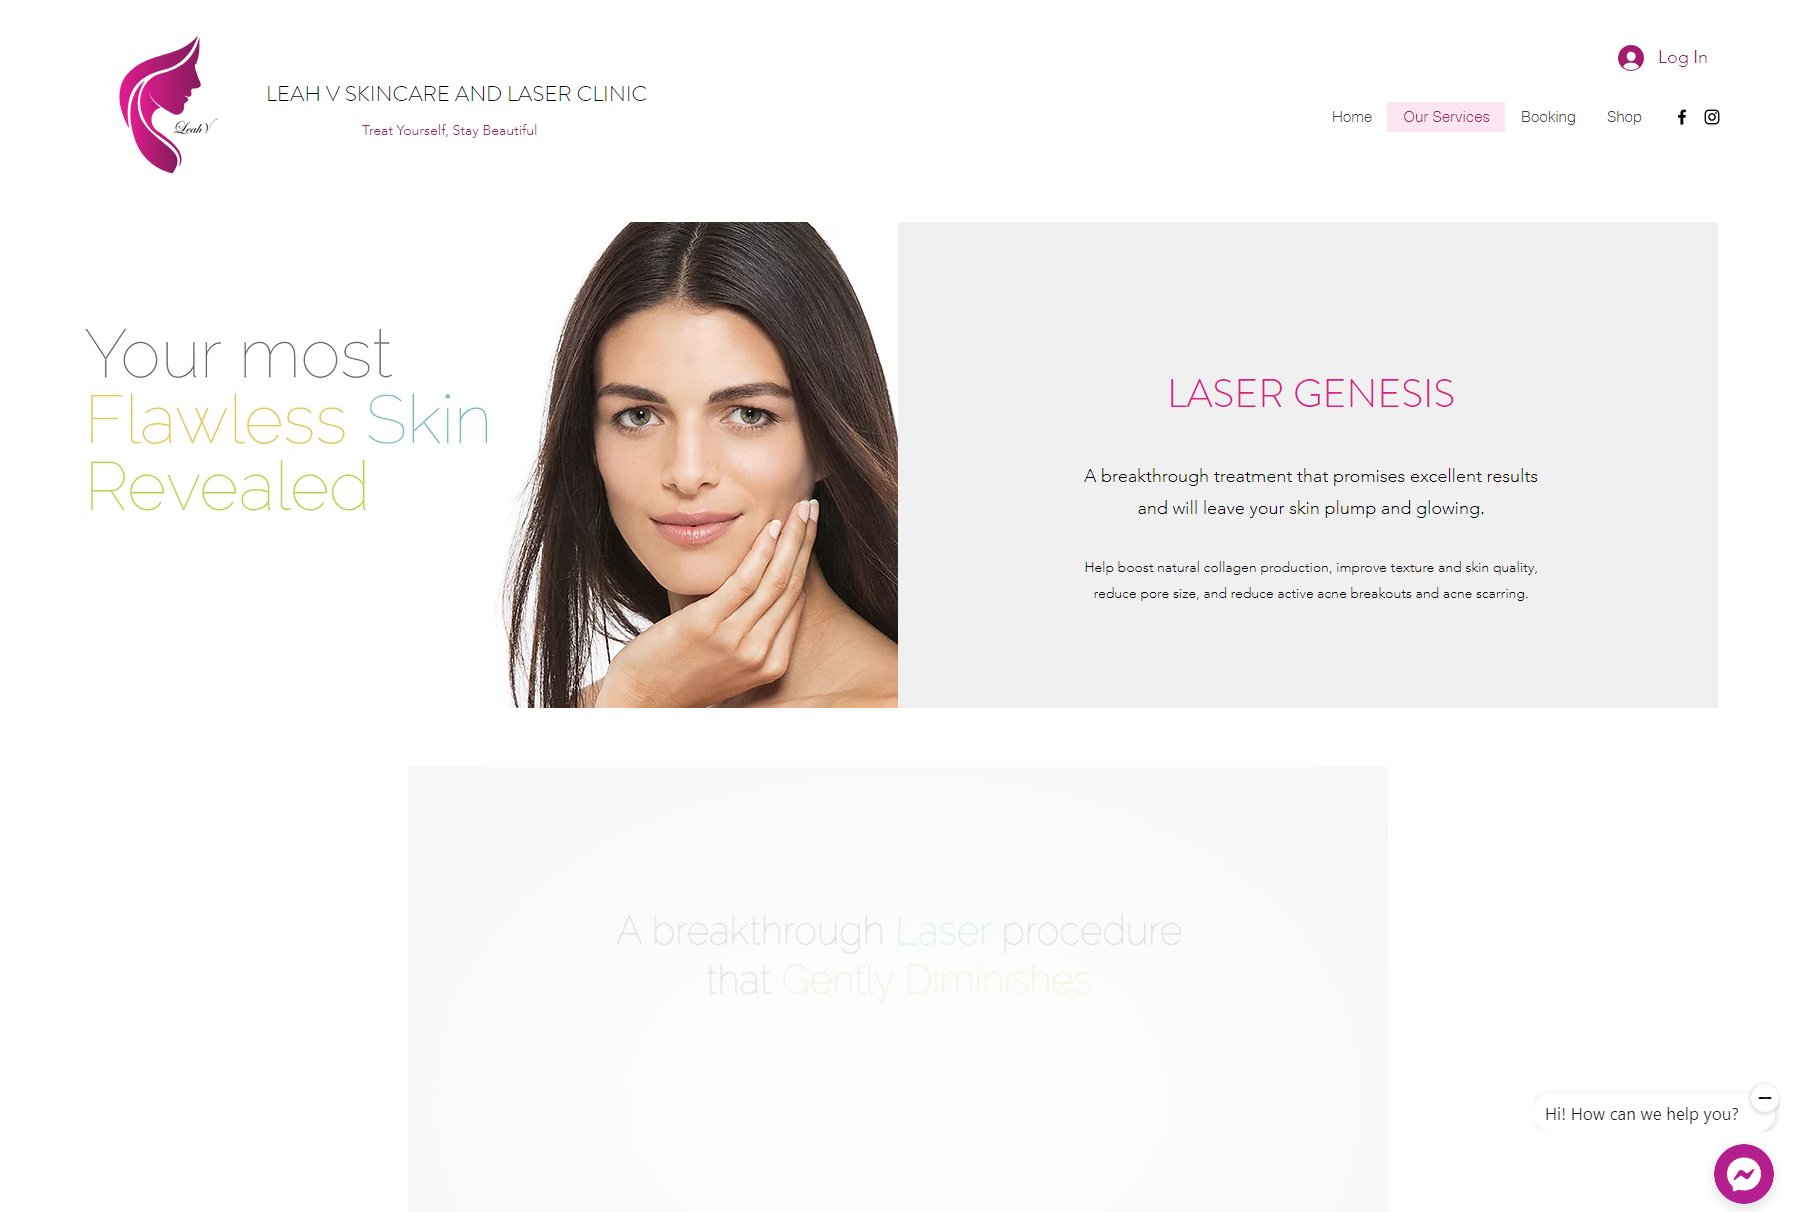 Log In
LeahV
LEAH V SKINCARE AND LASER CLINIC
Treat Yourself, Stay Beautiful
Home
Our Services
Booking
Shop
Your most
Flawless Skin
Revealed
LASER GENESIS
A breakthrough treatment that promises excellent results
and will leave your skin plump and glowing.
Help boost natural collagen production, improve texture and skin quality,
reduce pore size, and reduce active acne breakouts and acne scarring.
A breakthrough Laser procedure
that Gently Diminishes
Hi! How can we help you?